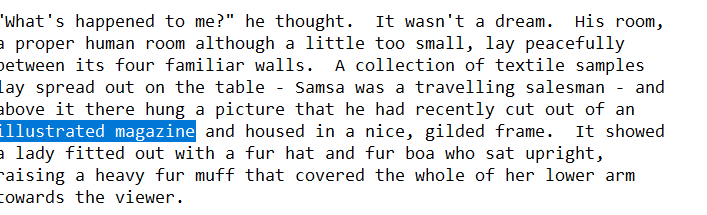 "What's happened to me?" he thought.  It wasn't a dream.  His room,
a proper human room although a little too small, lay peacefully
between its four familiar walls.  A collection of textile samples
lay spread out on the table - Samsa was a travelling salesman - and
above it there hung a picture that he had recently cut out of an
illustrated magazine and housed in a nice, gilded frame.  It showed
a lady fitted out with a fur hat and fur boa who sat upright,
raising a heavy fur muff that covered the whole of her lower arm
towards the viewer.